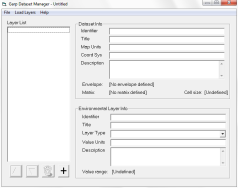 Garp Dataset Manager - Untitled
File Load Layers Help
Layer List
Dataset Info
Identifier
Title
Map Units
Coord Sys
Description
Envelope: [No envelope defined]
Masks: [No matrix defined] Cell size: [Undefined]
Environmental Layer Info
Identifier
Title
Layer Type
Value Units
Description
Value range: [Undefined]